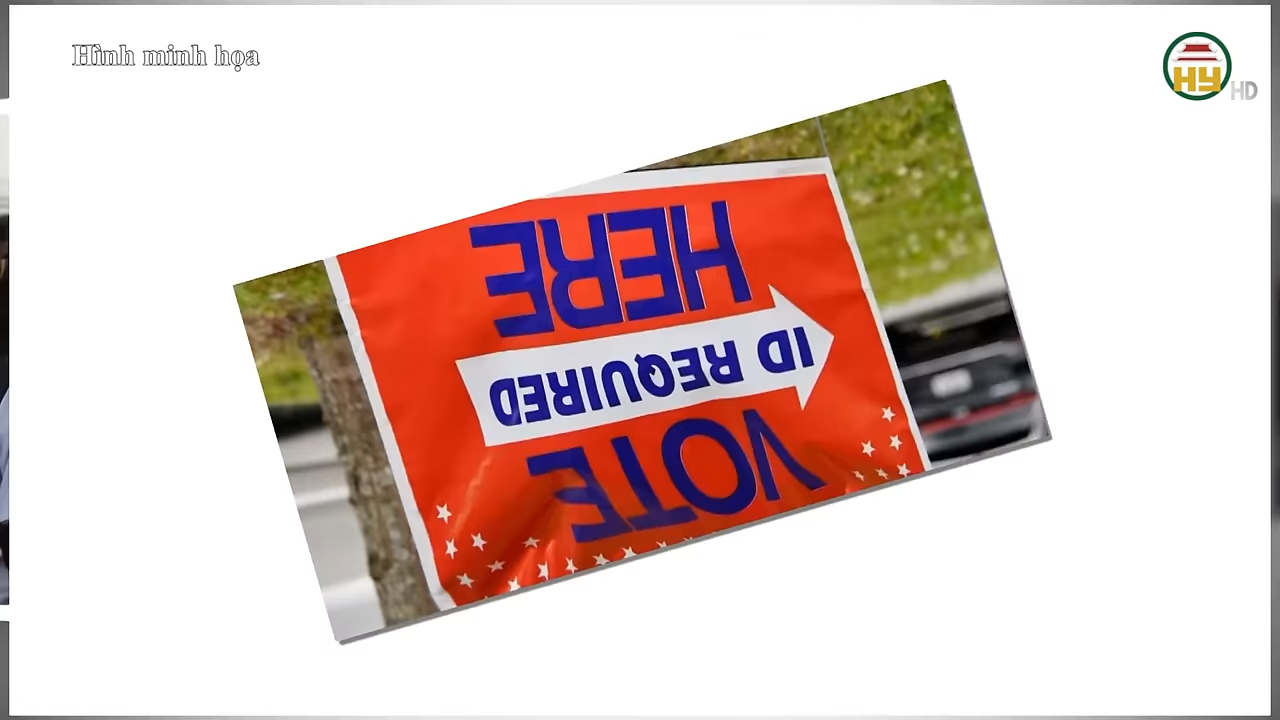 Hình minh họa
HY
HD
VOTE
ID REQUIRED
HERE